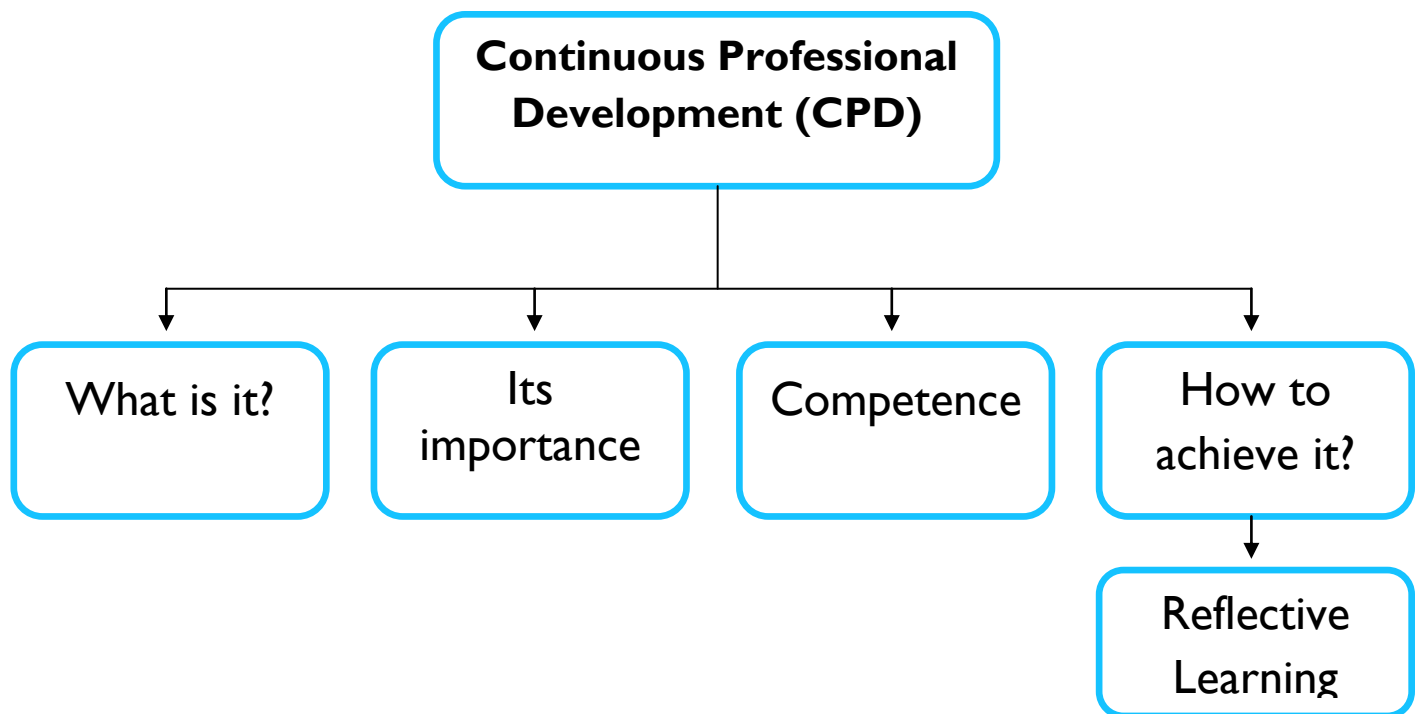 Continuous Professional
Development (CPD)
What is it?
Its
importance
Competence
How to
achieve it?
Reflective
Learning